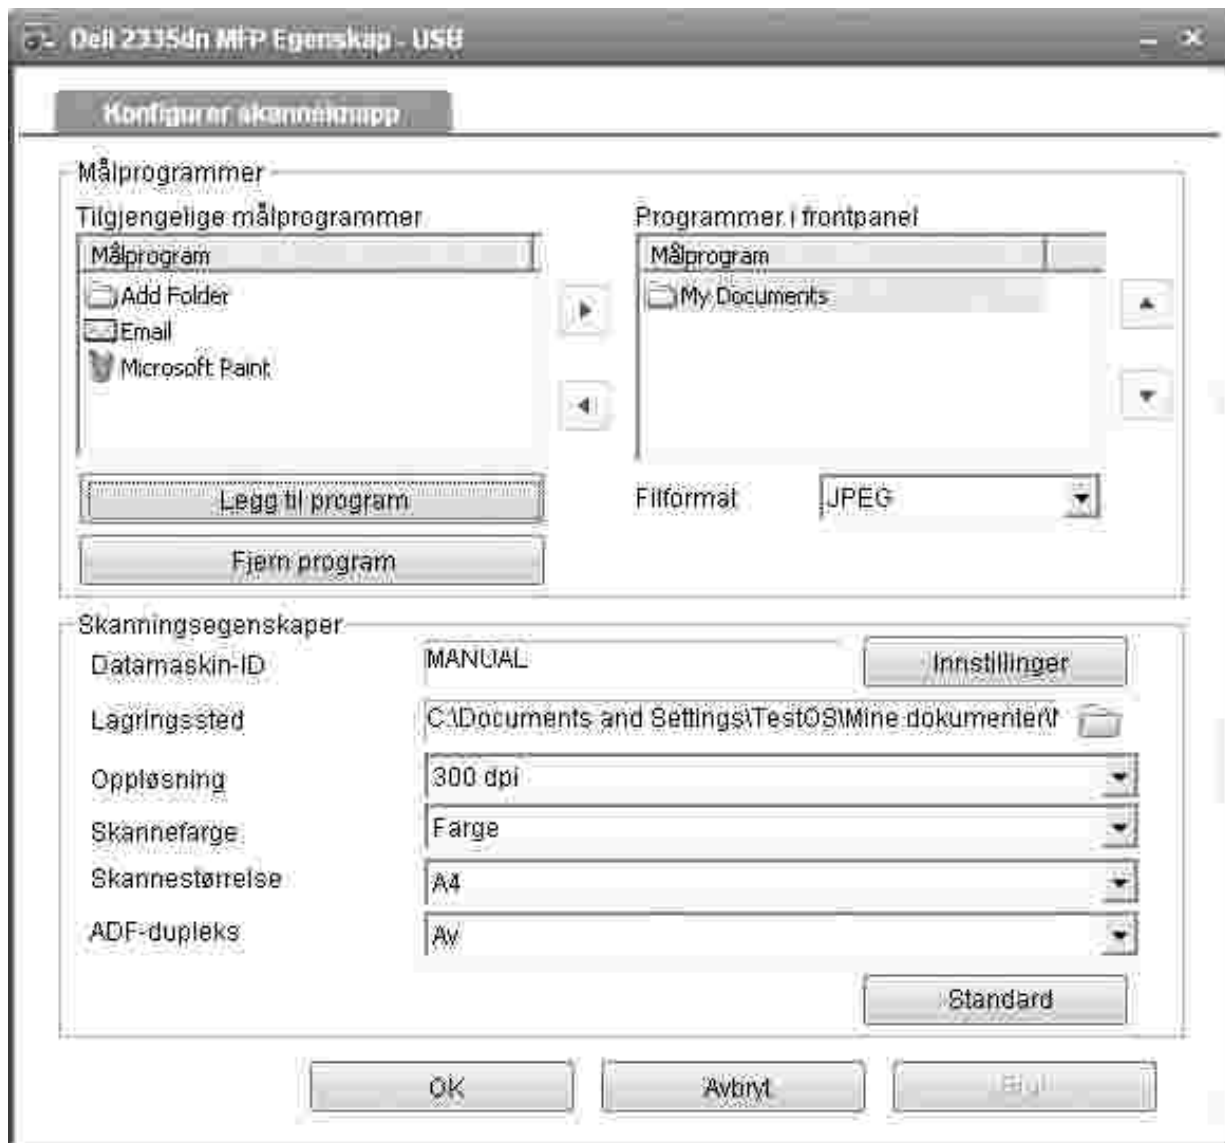 Dell 2335dn MFP Egenskap - USB
Konfigurer skanneknapp
Målprogrammer
Tilgjengelige målprogrammer
Målprogram
Add Folder
Email
Microsoft Paint
Legg til program
Fjern program
Programmer i frontpanel
Målprogram
My Documents
Filformat JPEG
Skanningsegenskaper
Datamaskin-ID MANUAL Innstillinger
Lagringssted C:\Documents and Settings\TestOS\Mine dokumenter\
Oppløsning 300 dpi
Skannefarge Farge
Skannestørrelse A4
ADF-dupleks Av
Standard
OK Avbryt